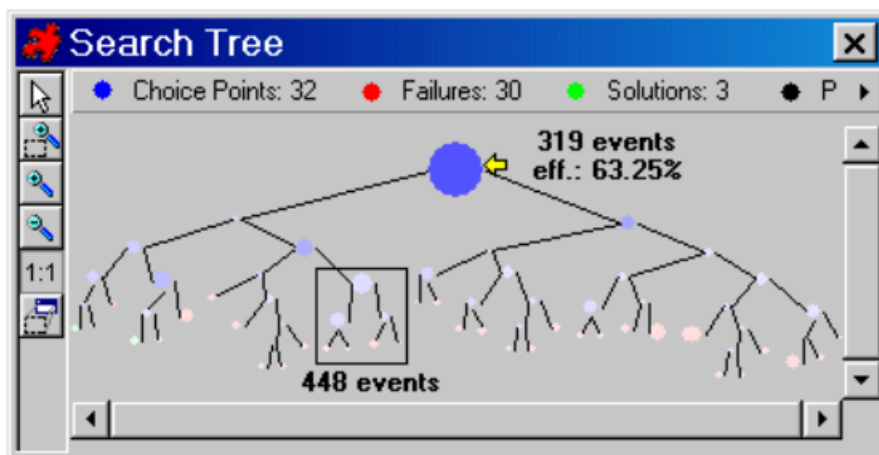 Search Tree
Choice Points: 32 Failures: 30 Solutions: 3 P
319 events
eff.: 63.25%
1:1
448 events